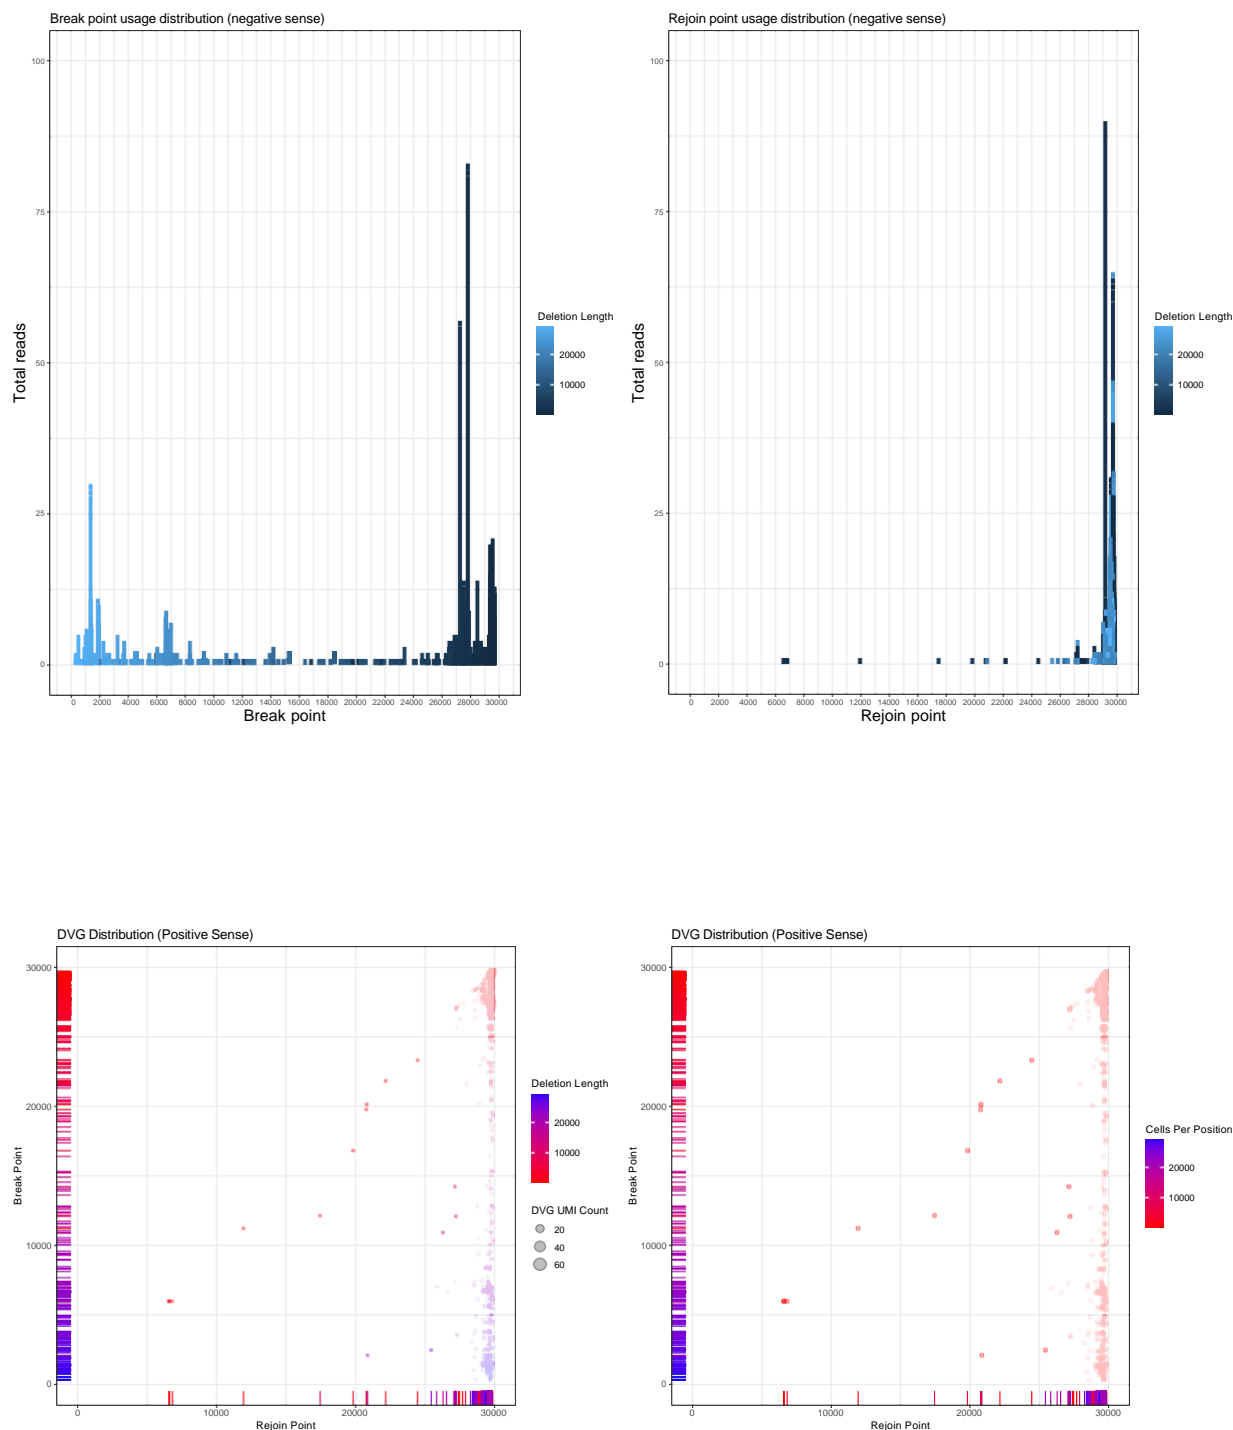 Break point usage distribution (negative sense)
100
75
50
25
0
Total reads
0 2000 4000 6000 8000 10000 12000 14000 16000 18000 20000 22000 24000 26000 28000 30000
Break point
Deletion Length
20000
10000
Rejoin point usage distribution (negative sense)
100
75
50
25
0
Total reads
0 2000 4000 6000 8000 10000 12000 14000 16000 18000 20000 22000 24000 26000 28000 30000
Rejoin point
Deletion Length
20000
10000
DVG Distribution (Positive Sense)
30000
20000
10000
0
Break Point
0 10000 20000 30000
Rejoin Point
Deletion Length
20000
10000
DVG UMI Count
20
40
60
DVG Distribution (Positive Sense)
30000
20000
10000
0
Break Point
0 10000 20000 30000
Rejoin Point
Cells Per Position
20000
10000